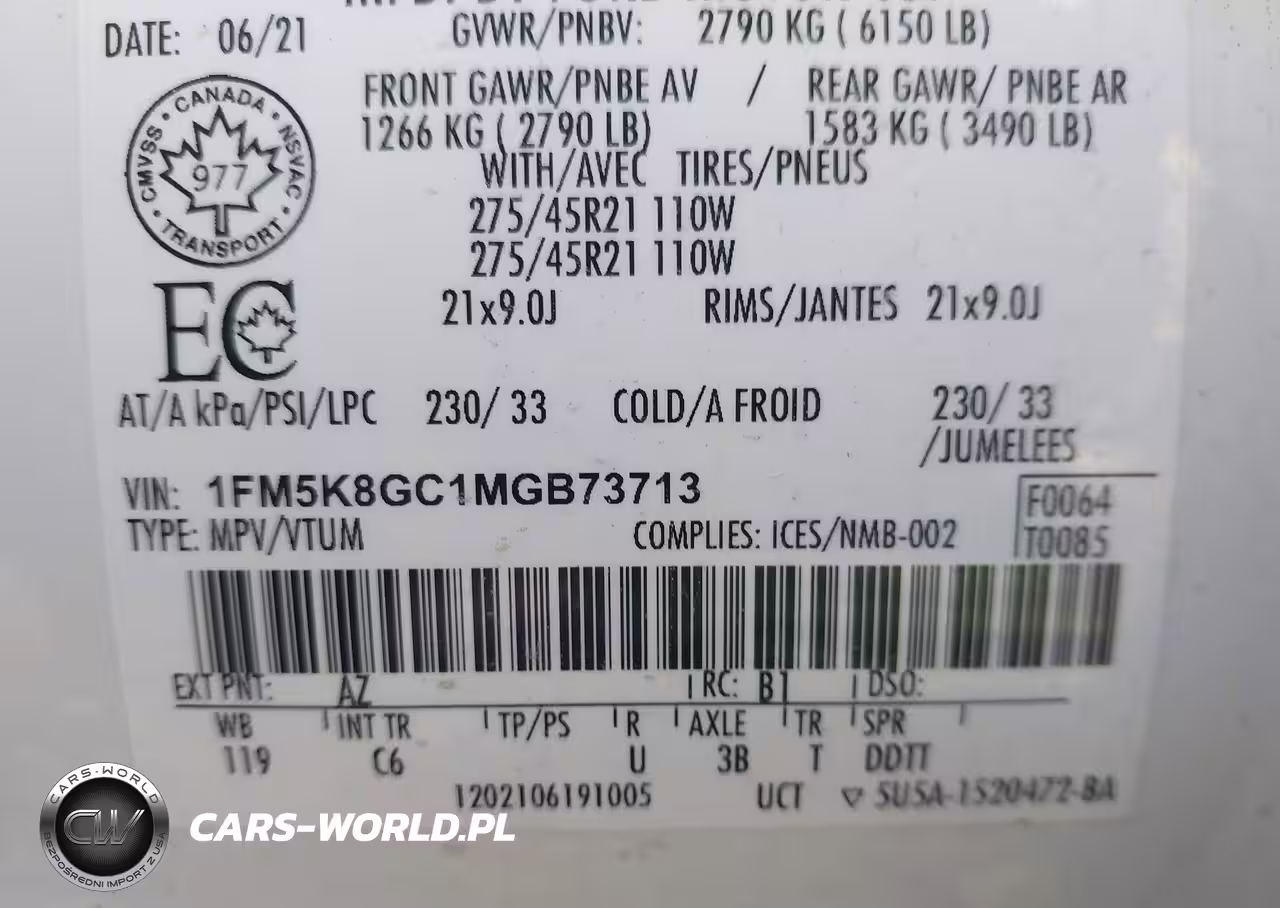 DATE: 06/21
GVWR/PNBV: 2790 KG ( 6150 LB)
FRONT GAWR/PNBE AV / REAR GAWR/ PNBE AR
1266 KG ( 2790 LB) 1583 KG ( 3490 LB)
WITH/AVEC TIRES/PNEUS
275/45R21 110W
275/45R21 110W
21x9.0J RIMS/JANTES 21x9.0J
CANADA
CMVSS 977 NSVAC
TRANSPORT
EC
AT/A kPa/PSI/LPC 230/ 33 COLD/A FROID 230/ 33
/JUMELEES
VIN: 1FM5K8GC1MGB73713
F0064
TYPE: MPV/VTUM COMPLIES: ICES/NMB-002 T0085
EXT PNT: AZ RC: B1 DSO:
WB INT TR TP/PS R AXLE TR SPR
119 C6 U 3B T DDTT
1202106191005 UCT 5U5A-1520472-BA
CARS-WORLD
CW
BEZPOŚREDNI IMPORT Z USA
CARS-WORLD.PL